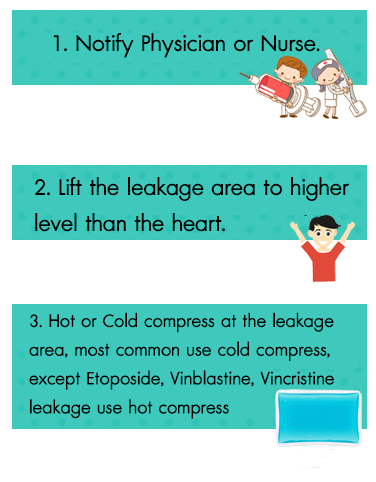 1. Notify Physician or Nurse.
2. Lift the leakage area to higher
level than the heart.
3. Hot or Cold compress at the leakage
area, most common use cold compress,
except Etoposide, Vinblastine, Vincristine
leakage use hot compress